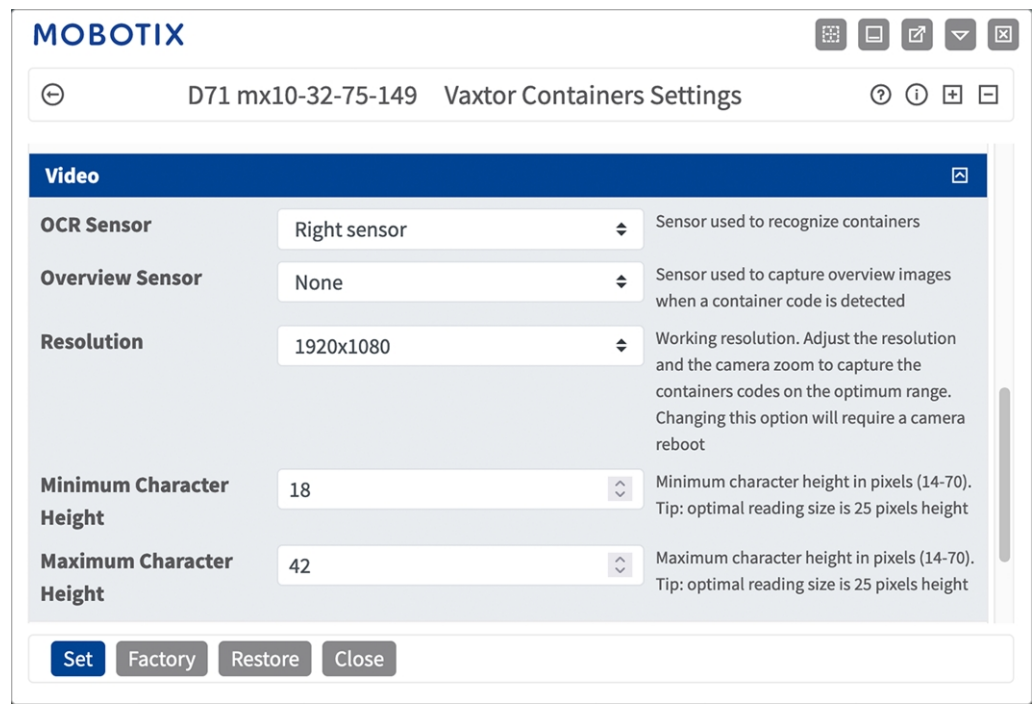 MOBOTIX
D71 mx10-32-75-149 Vaxtor Containers Settings
Video
OCR Sensor
Right sensor
Sensor used to recognize containers
Overview Sensor
None
Sensor used to capture overview images
when a container code is detected
Resolution
1920x1080
Working resolution. Adjust the resolution
and the camera zoom to capture the
containers codes on the optimum range.
Changing this option will require a camera
reboot
Minimum Character
Height
18
Minimum character height in pixels (14-70).
Tip: optimal reading size is 25 pixels height
Maximum Character
Height
42
Maximum character height in pixels (14-70).
Tip: optimal reading size is 25 pixels height
Set Factory Restore Close